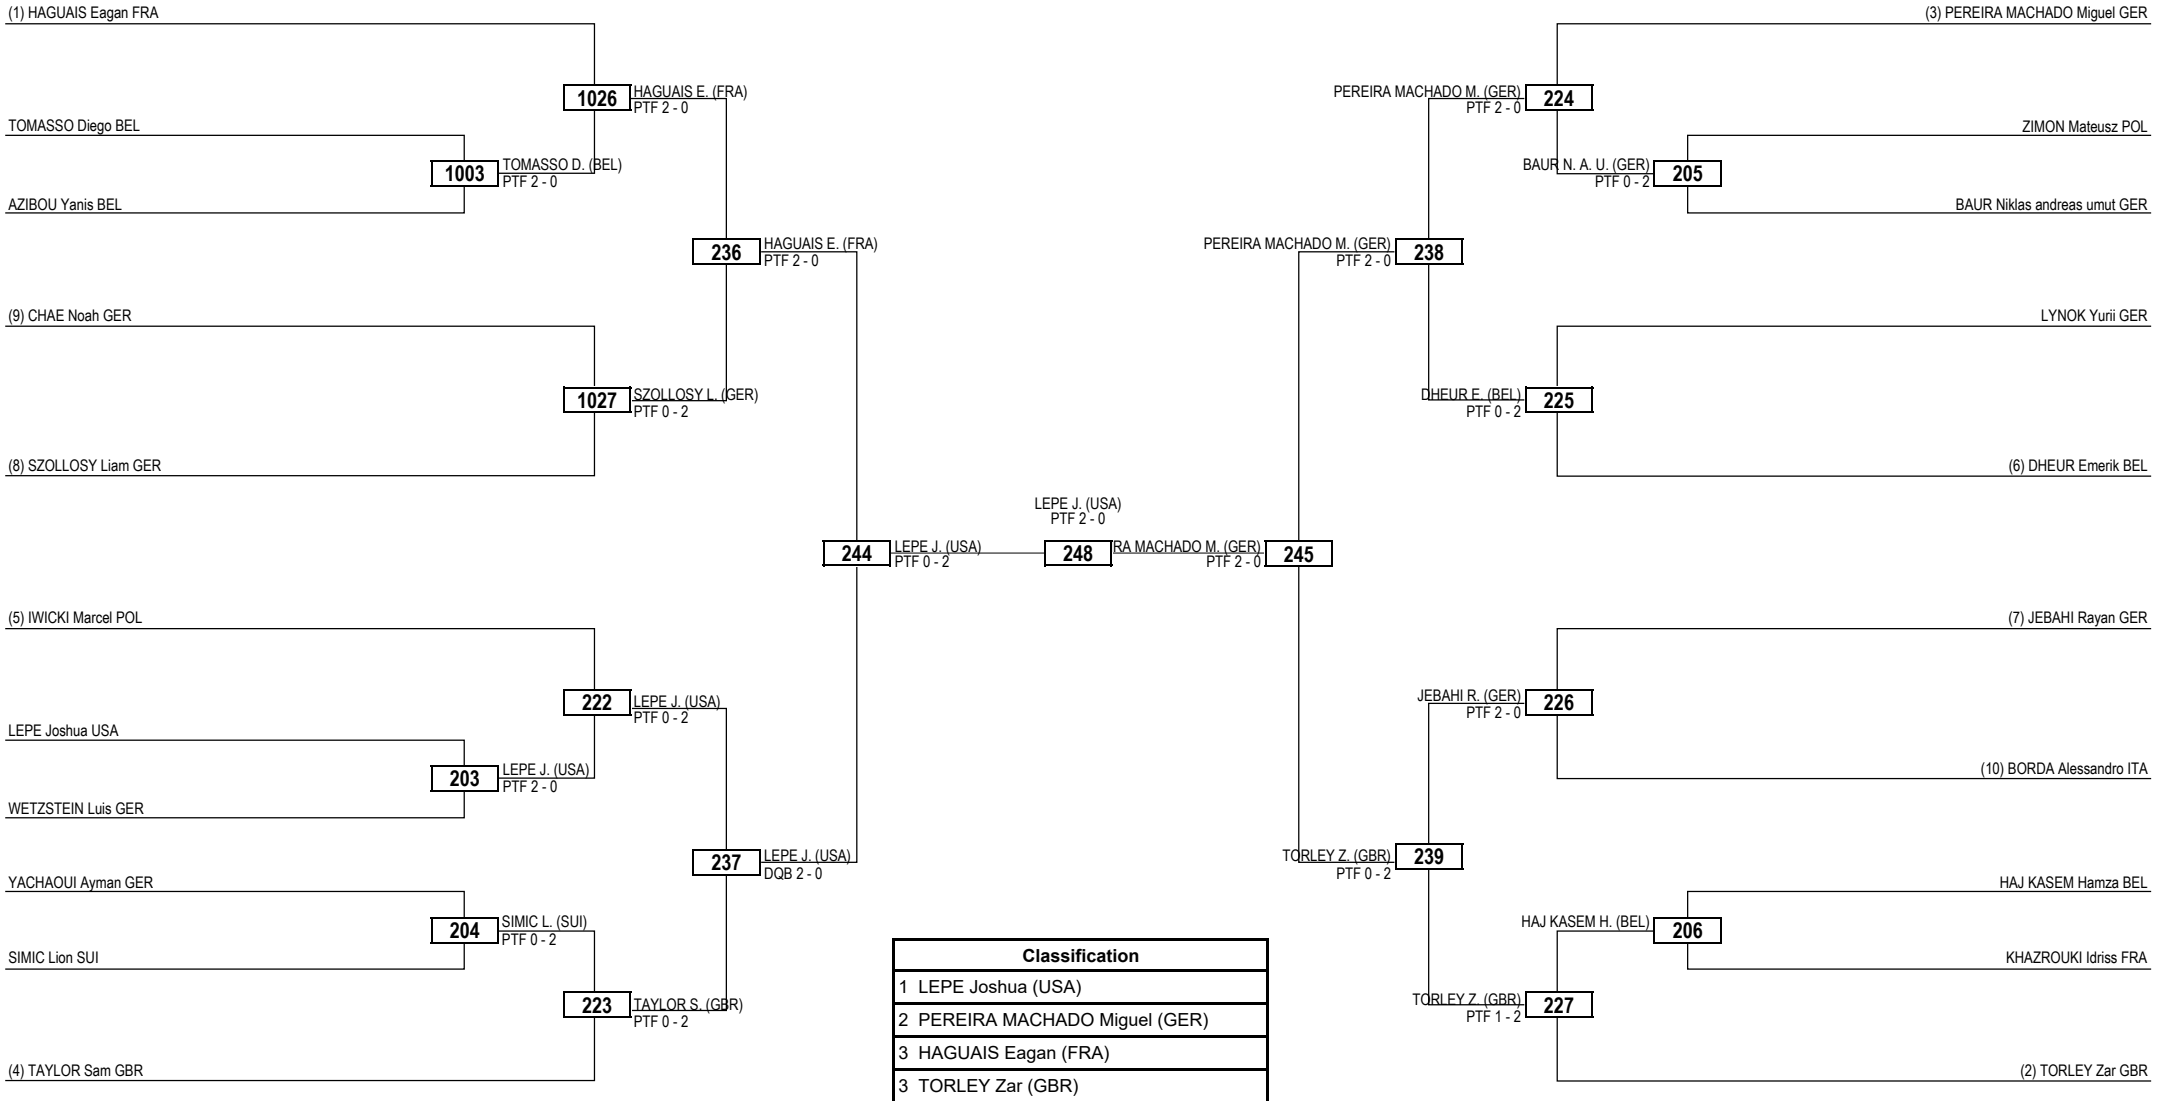 (1) HAGUAIS Eagan FRA
(3) PEREIRA MACHADO Miguel GER
1026
HAGUAIS E. (FRA)
PTF 2 - 0
PEREIRA MACHADO M. (GER)
PTF 2 - 0
224
TOMASSO Diego BEL
ZIMON Mateusz POL
1003
TOMASSO D. (BEL)
PTF 2 - 0
BAUR N. A. U. (GER)
PTF 0 - 2
205
AZIBOU Yanis BEL
BAUR Niklas andreas umut GER
236
HAGUAIS E. (FRA)
PTF 2 - 0
PEREIRA MACHADO M. (GER)
PTF 2 - 0
238
(9) CHAE Noah GER
LYNOK Yurii GER
1027
SZOLLOSY L. (GER)
PTF 0 - 2
DHEUR E. (BEL)
PTF 0 - 2
225
(8) SZOLLOSY Liam GER
(6) DHEUR Emerik BEL
LEPE J. (USA)
PTF 2 - 0
244
LEPE J. (USA)
PTF 0 - 2
248
RA MACHADO M. (GER)
PTF 2 - 0
245
(5) IWICKI Marcel POL
(7) JEBAHI Rayan GER
222
LEPE J. (USA)
PTF 0 - 2
JEBAHI R. (GER)
PTF 2 - 0
226
LEPE Joshua USA
203
LEPE J. (USA)
PTF 2 - 0
(10) BORDA Alessandro ITA
WETZSTEIN Luis GER
237
LEPE J. (USA)
DQB 2 - 0
TORLEY Z. (GBR)
PTF 0 - 2
239
YACHAOUI Ayman GER
HAJ KASEM Hamza BEL
204
SIMIC L. (SUI)
PTF 0 - 2
HAJ KASEM H. (BEL)
206
SIMIC Lion SUI
KHAZROUKI Idriss FRA
223
TAYLOR S. (GBR)
PTF 0 - 2
TORLEY Z. (GBR)
PTF 1 - 2
227
(4) TAYLOR Sam GBR
(2) TORLEY Zar GBR
Classification
1 LEPE Joshua (USA)
2 PEREIRA MACHADO Miguel (GER)
3 HAGUAIS Eagan (FRA)
3 TORLEY Zar (GBR)